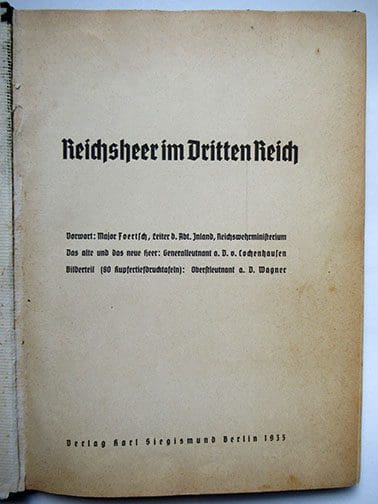 Reichsheer im Dritten Reich
Vorwort: Major Foertsch, Leiter d. Abt. Inland, Reichswehrministerium
Das alte und das neue Heer: Generalleutnant a. D. v. Cochenhausen
Bilderteil (80 Kupfertiefdrucktafeln): Oberstleutnant a. D. Wagner
Verlag Karl Siegismund Berlin 1935